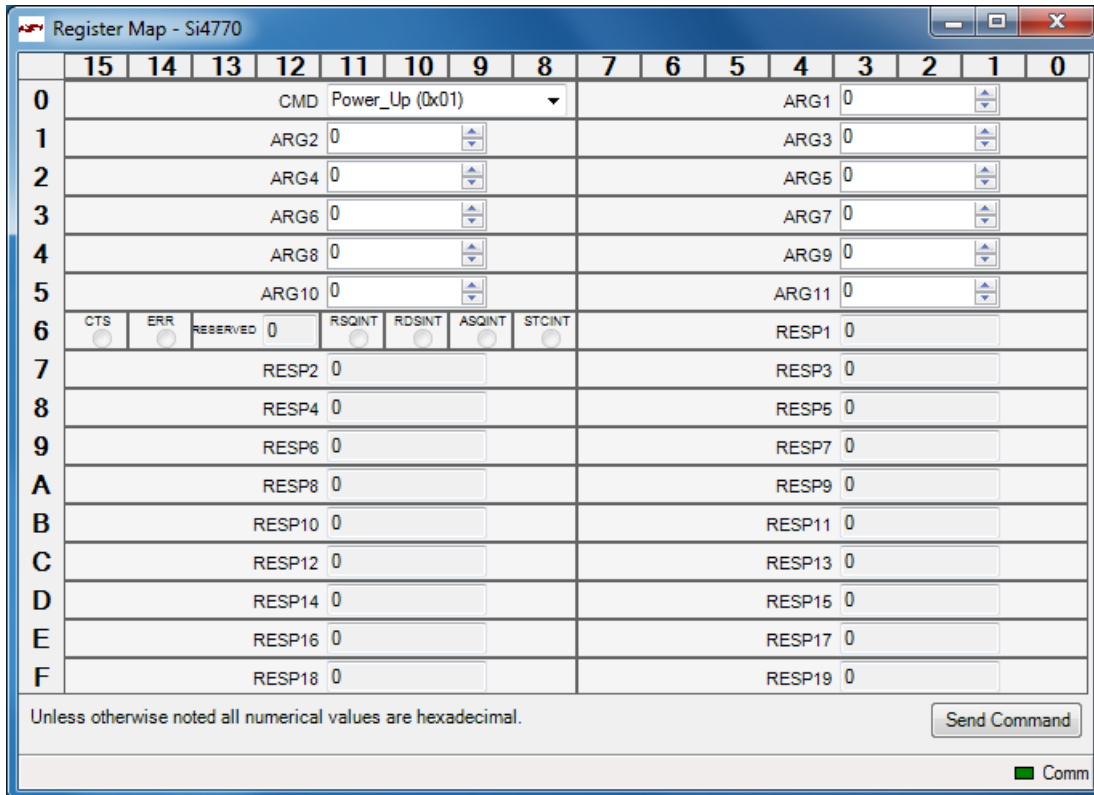 Register Map - Si4770
15 14 13 12 11 10 9 8 7 6 5 4 3 2 1 0
0 CMD Power_Up (0x01) ARG1 0
1 ARG2 0 ARG3 0
2 ARG4 0 ARG5 0
3 ARG6 0 ARG7 0
4 ARG8 0 ARG9 0
5 ARG10 0 ARG11 0
6 CTS ERR RESERVED 0 RSQINT RDSINT ASQINT STCINT RESP1 0
7 RESP2 0 RESP3 0
8 RESP4 0 RESP5 0
9 RESP6 0 RESP7 0
A RESP8 0 RESP9 0
B RESP10 0 RESP11 0
C RESP12 0 RESP13 0
D RESP14 0 RESP15 0
E RESP16 0 RESP17 0
F RESP18 0 RESP19 0
Unless otherwise noted all numerical values are hexadecimal. Send Command
Comm